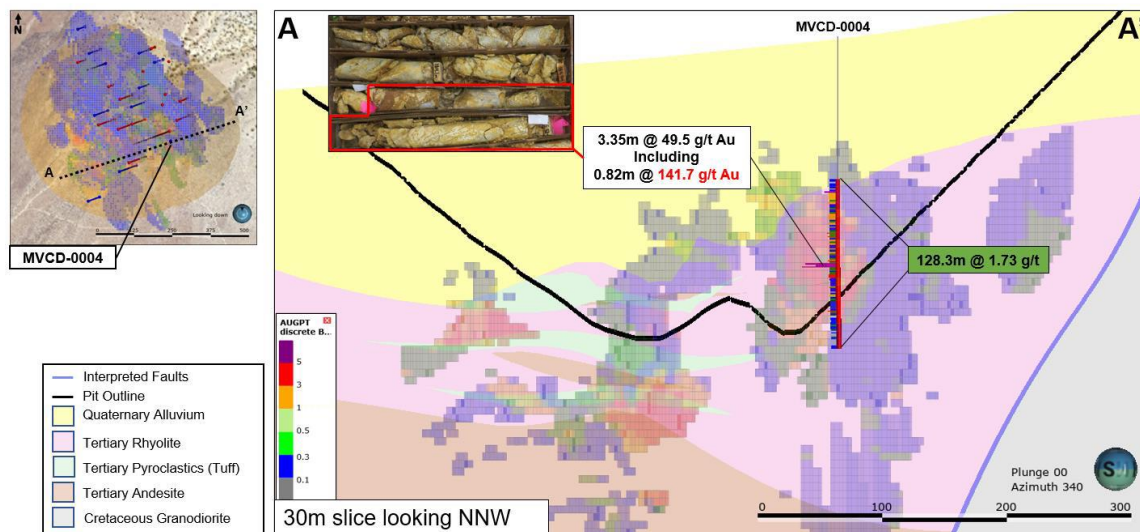 N
A
A'
Looking down
0 125 250 375 500
MVCD-0004
Interpreted Faults
Pit Outline
Quaternary Alluvium
Tertiary Rhyolite
Tertiary Pyroclastics (Tuff)
Tertiary Andesite
Cretaceous Granodiorite
A
MVCD-0004
A'
3.35m @ 49.5 g/t Au
Including
0.82m @ 141.7 g/t Au
128.3m @ 1.73 g/t
AUGPT
discrete B...
5
3
1
0.5
0.3
0.1
30m slice looking NNW
Plunge 00
Azimuth 340
S
0 100 200 300